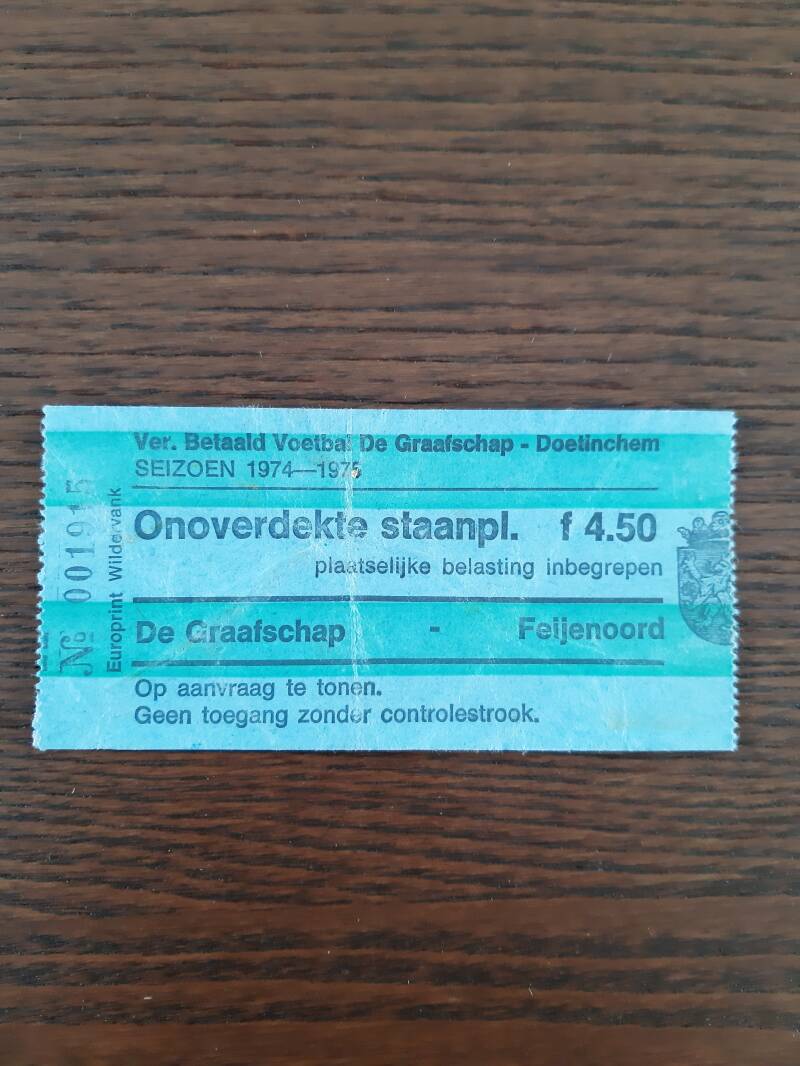 Ver. Betaald Voetbal De Graafschap - Doetinchem
SEIZOEN 1974—1975
Onoverdekte staanpl. f 4.50
plaatselijke belasting inbegrepen
De Graafschap - Feijenoord
Op aanvraag te tonen.
Geen toegang zonder controlestrook.
№ 001915
Europrint Wildervank